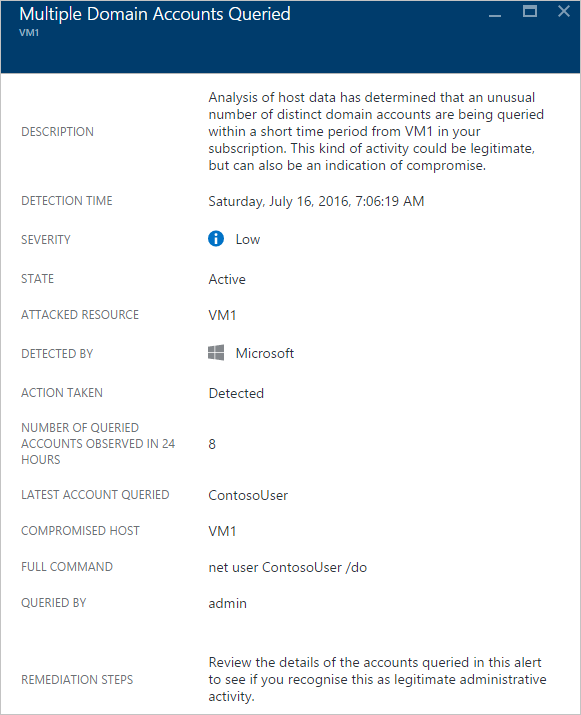 Multiple Domain Accounts Queried
VM1
DESCRIPTION
Analysis of host data has determined that an unusual
number of distinct domain accounts are being queried
within a short time period from VM1 in your
subscription. This kind of activity could be legitimate,
but can also be an indication of compromise.
DETECTION TIME
Saturday, July 16, 2016, 7:06:19 AM
SEVERITY
Low
STATE
Active
ATTACKED RESOURCE
VM1
DETECTED BY
Microsoft
ACTION TAKEN
Detected
NUMBER OF QUERIED
ACCOUNTS OBSERVED IN 24
HOURS
8
LATEST ACCOUNT QUERIED
ContosoUser
COMPROMISED HOST
VM1
FULL COMMAND
net user ContosoUser /do
QUERIED BY
admin
REMEDIATION STEPS
Review the details of the accounts queried in this alert
to see if you recognise this as legitimate administrative
activity.